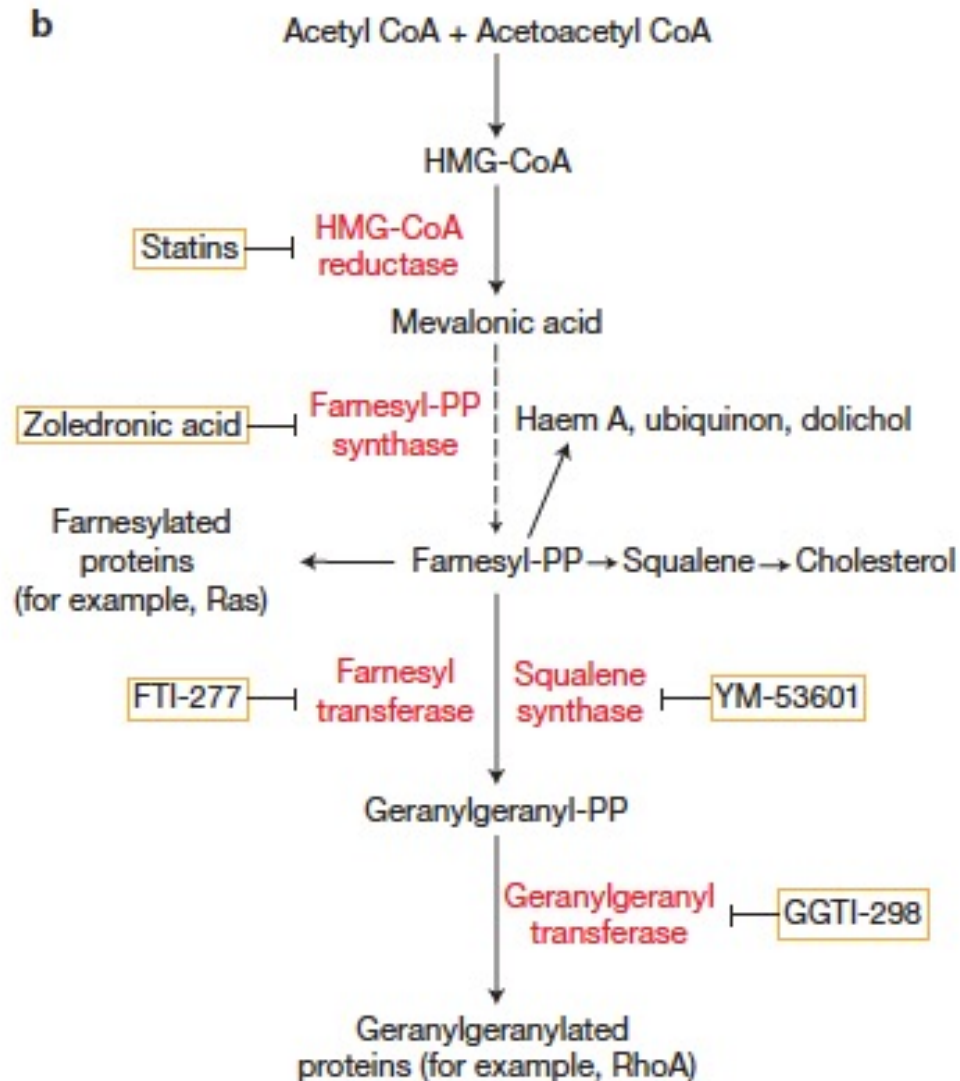 b
Acetyl CoA + Acetoacetyl CoA
HMG-CoA
Statins
HMG-CoA
reductase
Mevalonic acid
Zoledronic acid
Farnesyl-PP
synthase
Haem A, ubiquinon, dolichol
Farnesylated
proteins
(for example, Ras)
Farnesyl-PP
Squalene
Cholesterol
FTI-277
Farnesyl
transferase
Squalene
synthase
YM-53601
Geranylgeranyl-PP
Geranylgeranyl
transferase
GGTI-298
Geranylgeranylated
proteins (for example, RhoA)